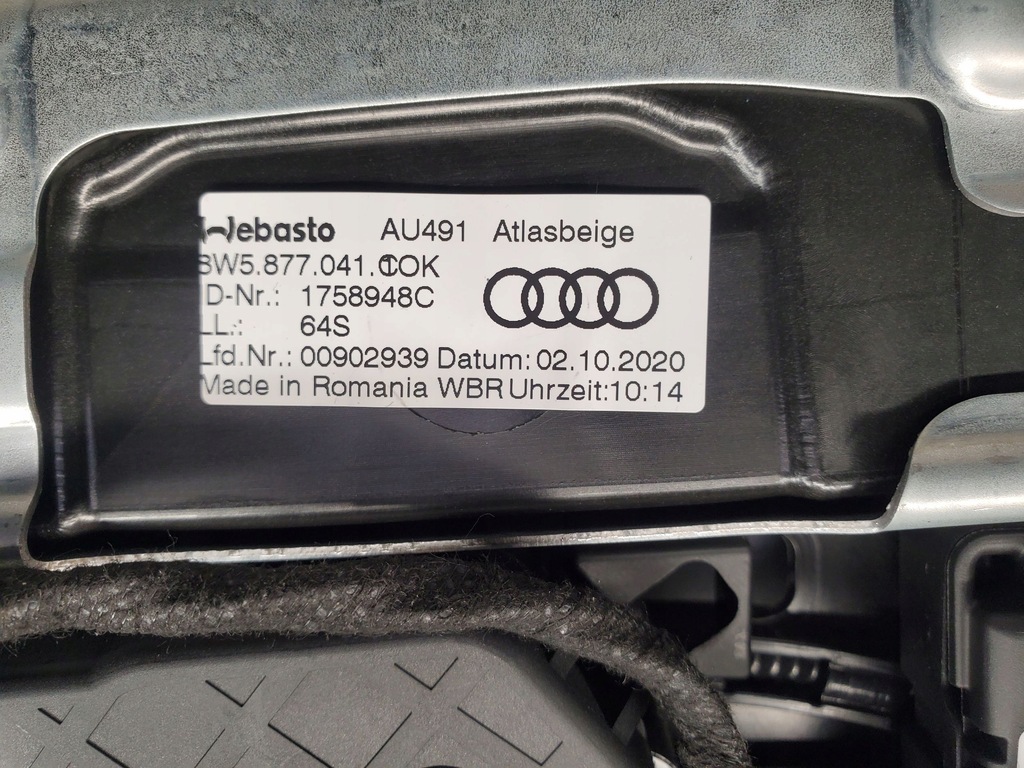 Webasto AU491 Atlasbeige
8W5.877.041.C1OK
ID-Nr.: 1758948C
LL.: 64S
Lfd.Nr.: 00902939 Datum: 02.10.2020
Made in Romania WBR Uhrzeit:10:14